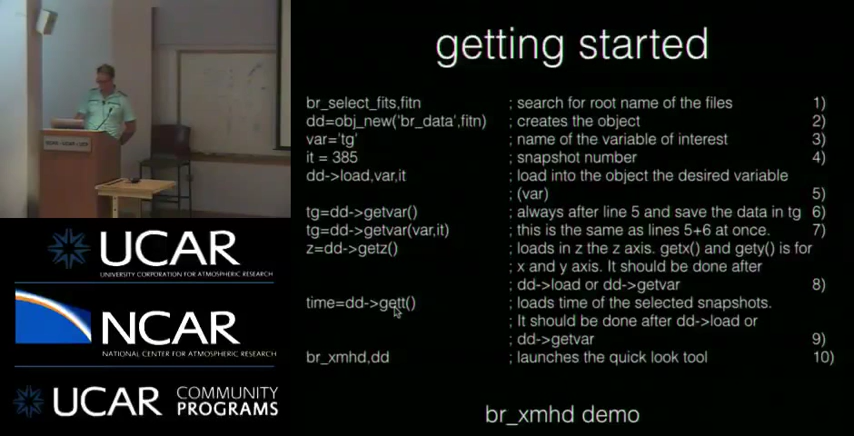 getting started
br_select_fits,fitn ; search for root name of the files 1)
dd=obj_new('br_data',fitn) ; creates the object 2)
var='tg' ; name of the variable of interest 3)
it = 385 ; snapshot number 4)
dd->load,var,it ; load into the object the desired variable
; (var) 5)
tg=dd->getvar() ; always after line 5 and save the data in tg 6)
tg=dd->getvar(var,it) ; this is the same as lines 5+6 at once. 7)
z=dd->getz() ; loads in z the z axis. getx() and gety() is for
; x and y axis. It should be done after
; dd->load or dd->getvar 8)
time=dd->gett() ; loads time of the selected snapshots.
; It should be done after dd->load or
; dd->getvar 9)
br_xmhd,dd ; launches the quick look tool 10)
br_xmhd demo
UCAR
UNIVERSITY CORPORATION FOR ATMOSPHERIC RESEARCH
NCAR
NATIONAL CENTER FOR ATMOSPHERIC RESEARCH
UCAR COMMUNITY
PROGRAMS